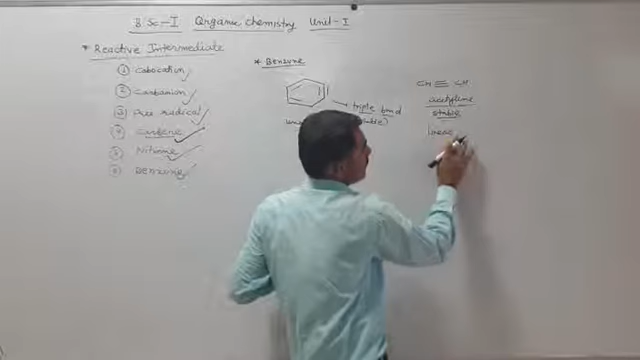 B.Sc-I Organic Chemistry Unit-I
* Reactive Intermediate
① Carbocation ✓
② Carbanion ✓
③ Free radical ✓
④ Carbene ✓
⑤ Nitrene ✓
⑥ Benzyne ✓
* Benzyne
→ triple bond
CH ≡ CH
acetylene
stable
linear